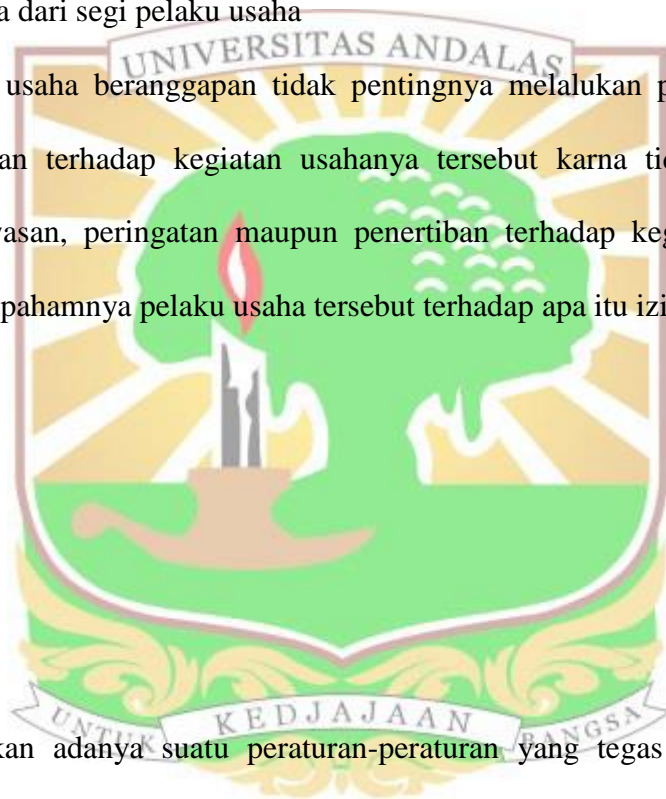 a dari segi pelaku usaha
UNIVERSITAS ANDALAS
usaha beranggapan tidak pentingnya melalukan p
an terhadap kegiatan usahanya tersebut karna tid
asan, peringatan maupun penertiban terhadap keg
pahamnya pelaku usaha tersebut terhadap apa itu izi
UNTUK KEDJAJAAN BANGSA
kan adanya suatu peraturan-peraturan yang tegas